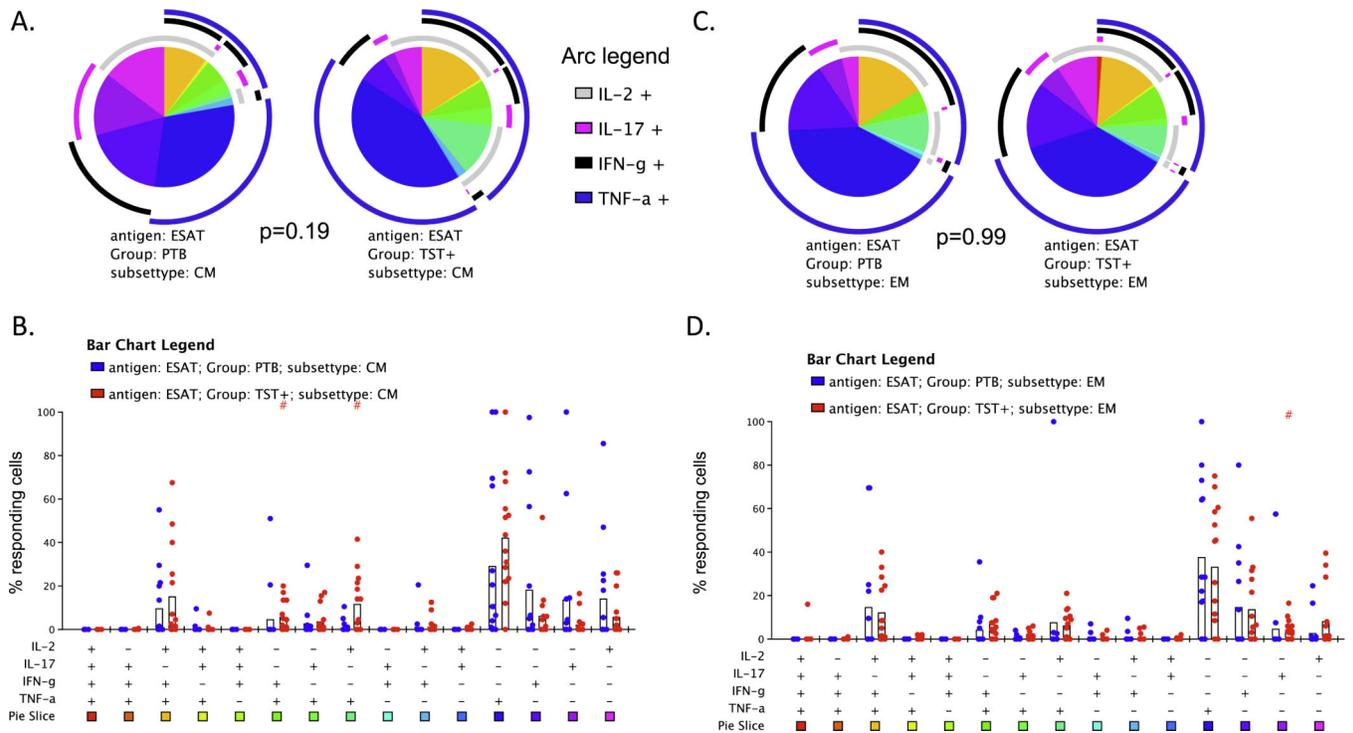 A.
Arc legend
IL-2 +
IL-17 +
IFN-g +
TNF-a +
antigen: ESAT
Group: PTB
subsettype: CM
p=0.19
antigen: ESAT
Group: TST+
subsettype: CM
C.
antigen: ESAT
Group: PTB
subsettype: EM
p=0.99
antigen: ESAT
Group: TST+
subsettype: EM
B.
Bar Chart Legend
antigen: ESAT; Group: PTB; subsettype: CM
antigen: ESAT; Group: TST+; subsettype: CM
# #
% responding cells
100
80
60
40
20
0
IL-2 + − + + + − − + − + + − − − +
IL-17 + + − + + − + − + − + − − + −
IFN-g + + + − + + − − + + − − + − −
TNF-a + + + + − + + + − − − + − − −
Pie Slice
D.
Bar Chart Legend
antigen: ESAT; Group: PTB; subsettype: EM
antigen: ESAT; Group: TST+; subsettype: EM
#
% responding cells
100
80
60
40
20
0
IL-2 + − + + + − − + − + + − − − +
IL-17 + + − + + − + − + − + − − + −
IFN-g + + + − + + − − + + − − + − −
TNF-a + + + + − + + + − − − + − − −
Pie Slice